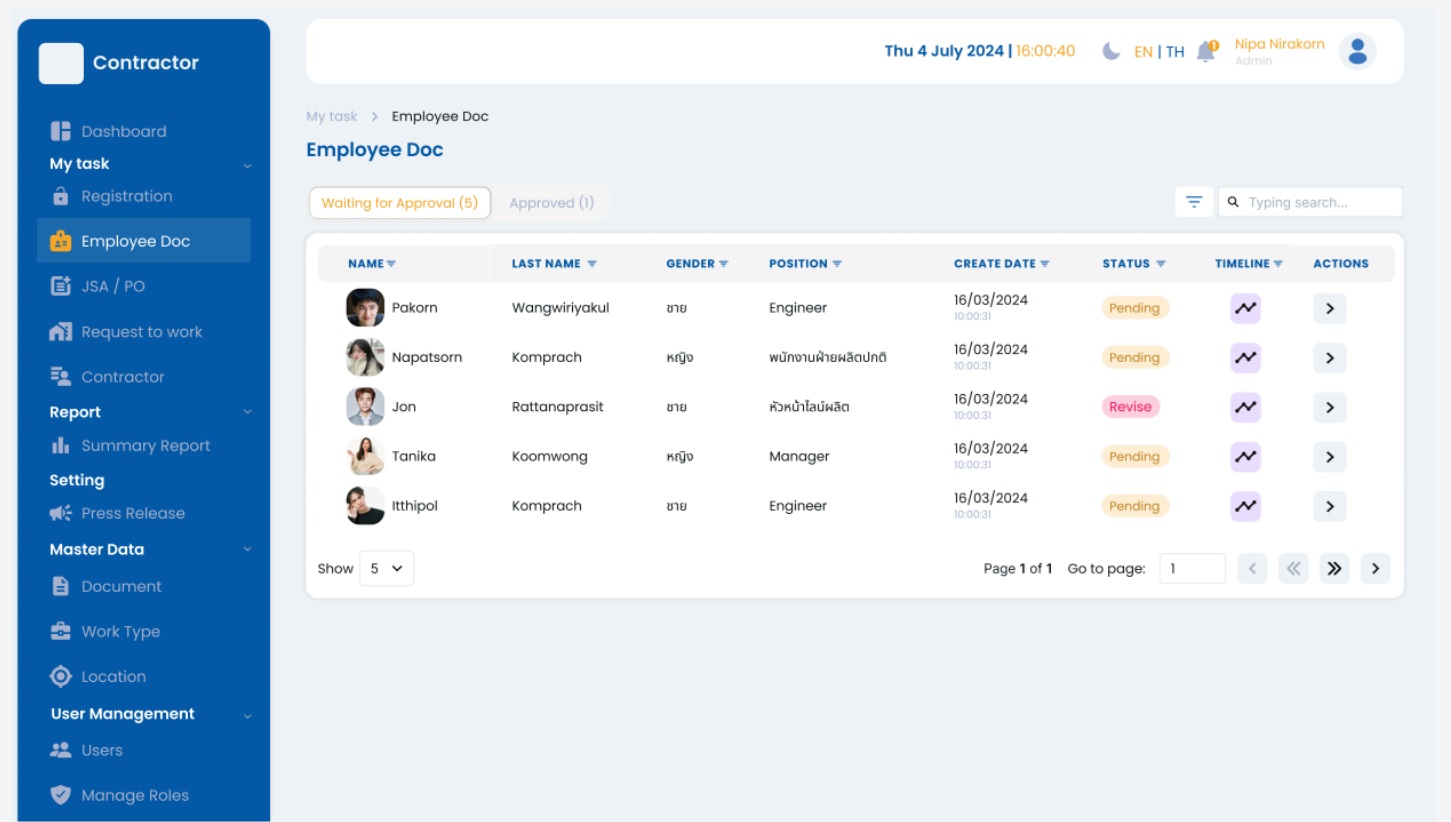 Contractor
Thu 4 July 2024 | 16:00:40
EN | TH
1
Nipa Nirakorn
Admin
Dashboard
My task
Registration
Employee Doc
JSA / PO
Request to work
Contractor
Report
Summary Report
Setting
Press Release
Master Data
Document
Work Type
Location
User Management
Users
Manage Roles
My task > Employee Doc
Employee Doc
Waiting for Approval (5) Approved (1)
Typing search...
NAME LAST NAME GENDER POSITION CREATE DATE STATUS TIMELINE ACTIONS
Pakorn Wangwiriyakul ชาย Engineer 16/03/2024 Pending
10:00:31
Napatsorn Komprach หญิง พนักงานฝ่ายผลิตปกติ 16/03/2024 Pending
10:00:31
Jon Rattanaprasit ชาย หัวหน้าไลน์ผลิต 16/03/2024 Revise
10:00:31
Tanika Koomwong หญิง Manager 16/03/2024 Pending
10:00:31
Itthipol Komprach ชาย Engineer 16/03/2024 Pending
10:00:31
Show 5 Page 1 of 1 Go to page: 1